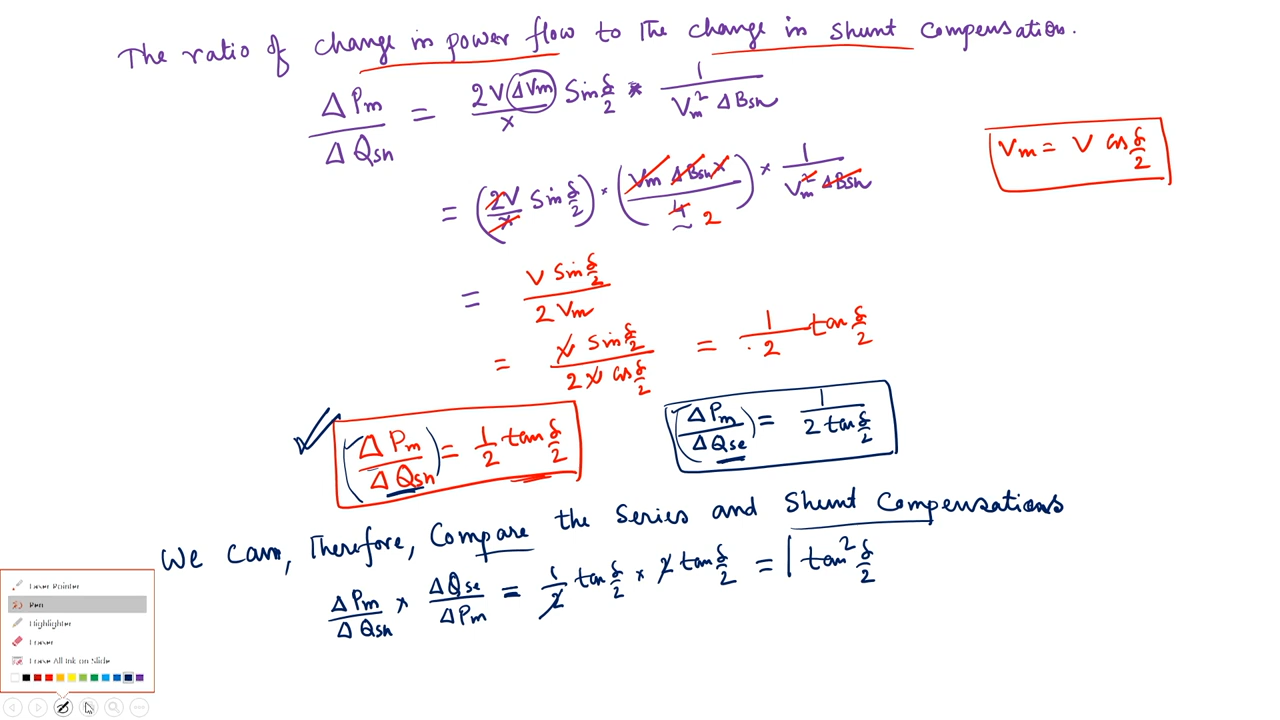 The ratio of change in power flow to The change in shunt compensation.
ΔPm/ΔQsh = 2V(ΔVm)/x Sin δ/2 * 1/(Vm² ΔBsh)
Vm = V cos δ/2
= (2V/x Sin δ/2) * (Vm ΔBsh x/4 2) * 1/(Vm² ΔBsh)
= V Sin δ/2 / 2 Vm
= V Sin δ/2 / 2 V cos δ/2 = 1/2 tan δ/2
(ΔPm/ΔQsh) = 1/2 tan δ/2
(ΔPm/ΔQse) = 1/(2 tan δ/2)
We can, Therefore, Compare the Series and Shunt Compensations
ΔPm/ΔQsh × ΔQse/ΔPm = 1/2 tan δ/2 * 2 tan δ/2 = tan² δ/2
Laser Pointer
Pen
Highlighter
Eraser
Erase All Ink on Slide